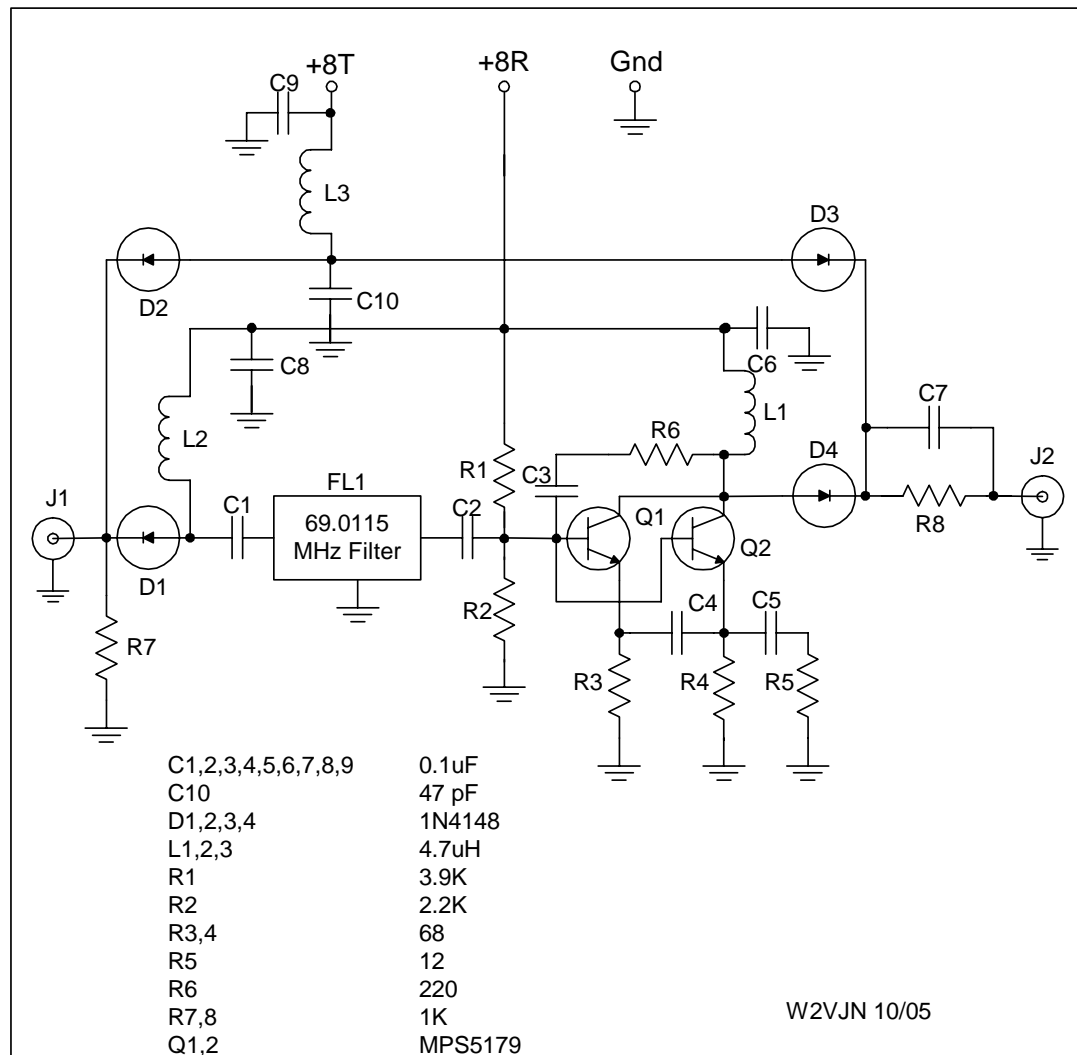 +8T
+8R
Gnd
C9
L3
D3
D2
C10
C8
C6
L2
L1
C7
R6
J1
FL1
R1
C3
D4
J2
C1
69.0115
MHz Filter
C2
Q1
Q2
R8
D1
R2
C4
C5
R7
R3
R4
R5
C1,2,3,4,5,6,7,8,9 0.1uF
C10 47 pF
D1,2,3,4 1N4148
L1,2,3 4.7uH
R1 3.9K
R2 2.2K
R3,4 68
R5 12
R6 220
R7,8 1K
Q1,2 MPS5179
W2VJN 10/05